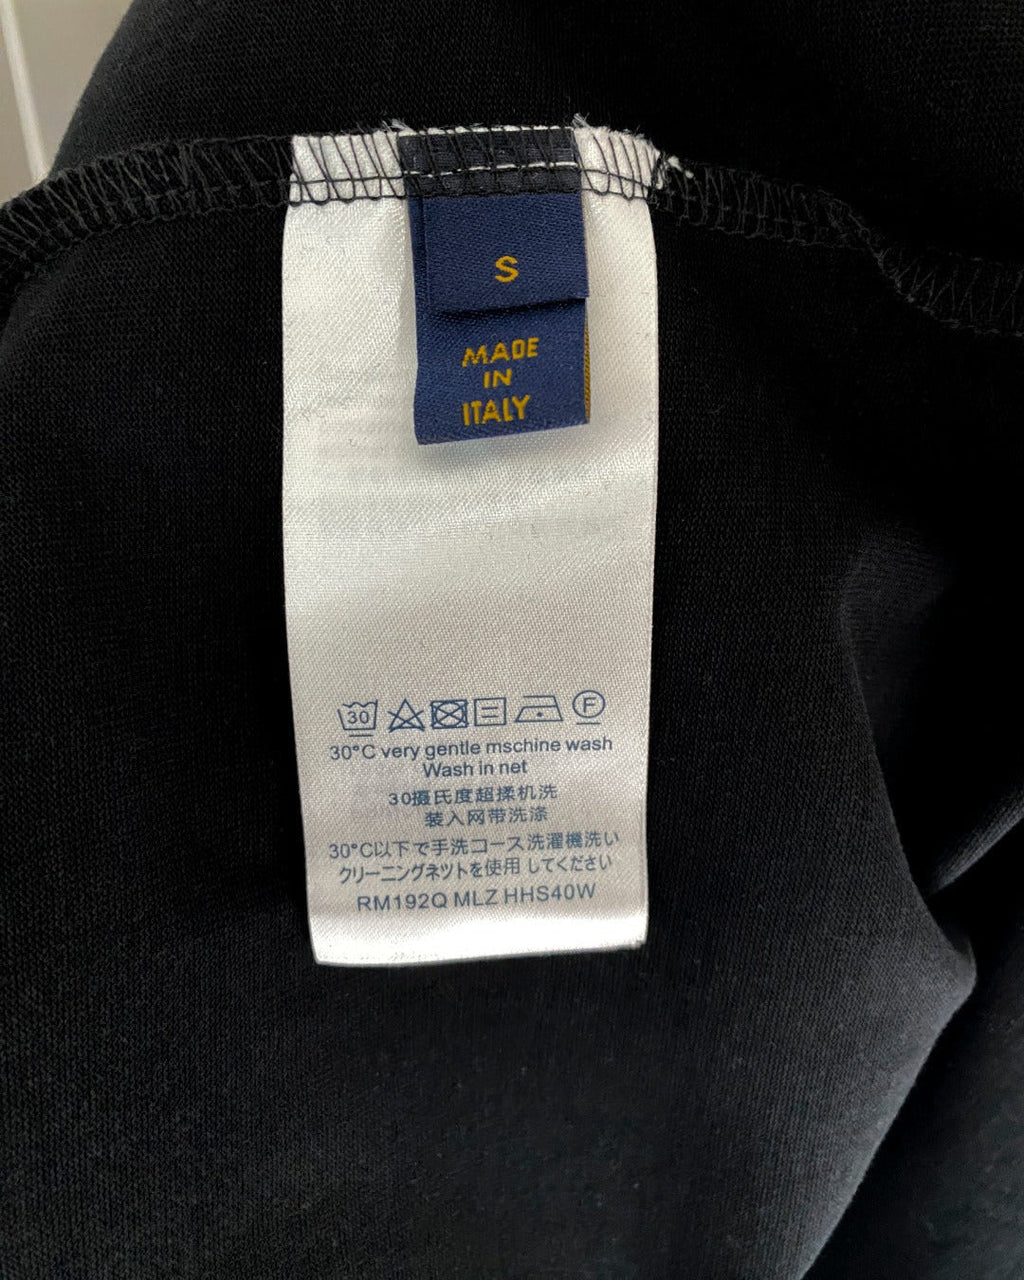 S
MADE
IN
ITALY
30 F
30°C very gentle mschine wash
Wash in net
30摄氏度超揉机洗
装入网带洗涤
30°C以下で手洗コース洗濯機洗い
クリーニングネツトを使用してください
RM192Q MLZ HHS40W